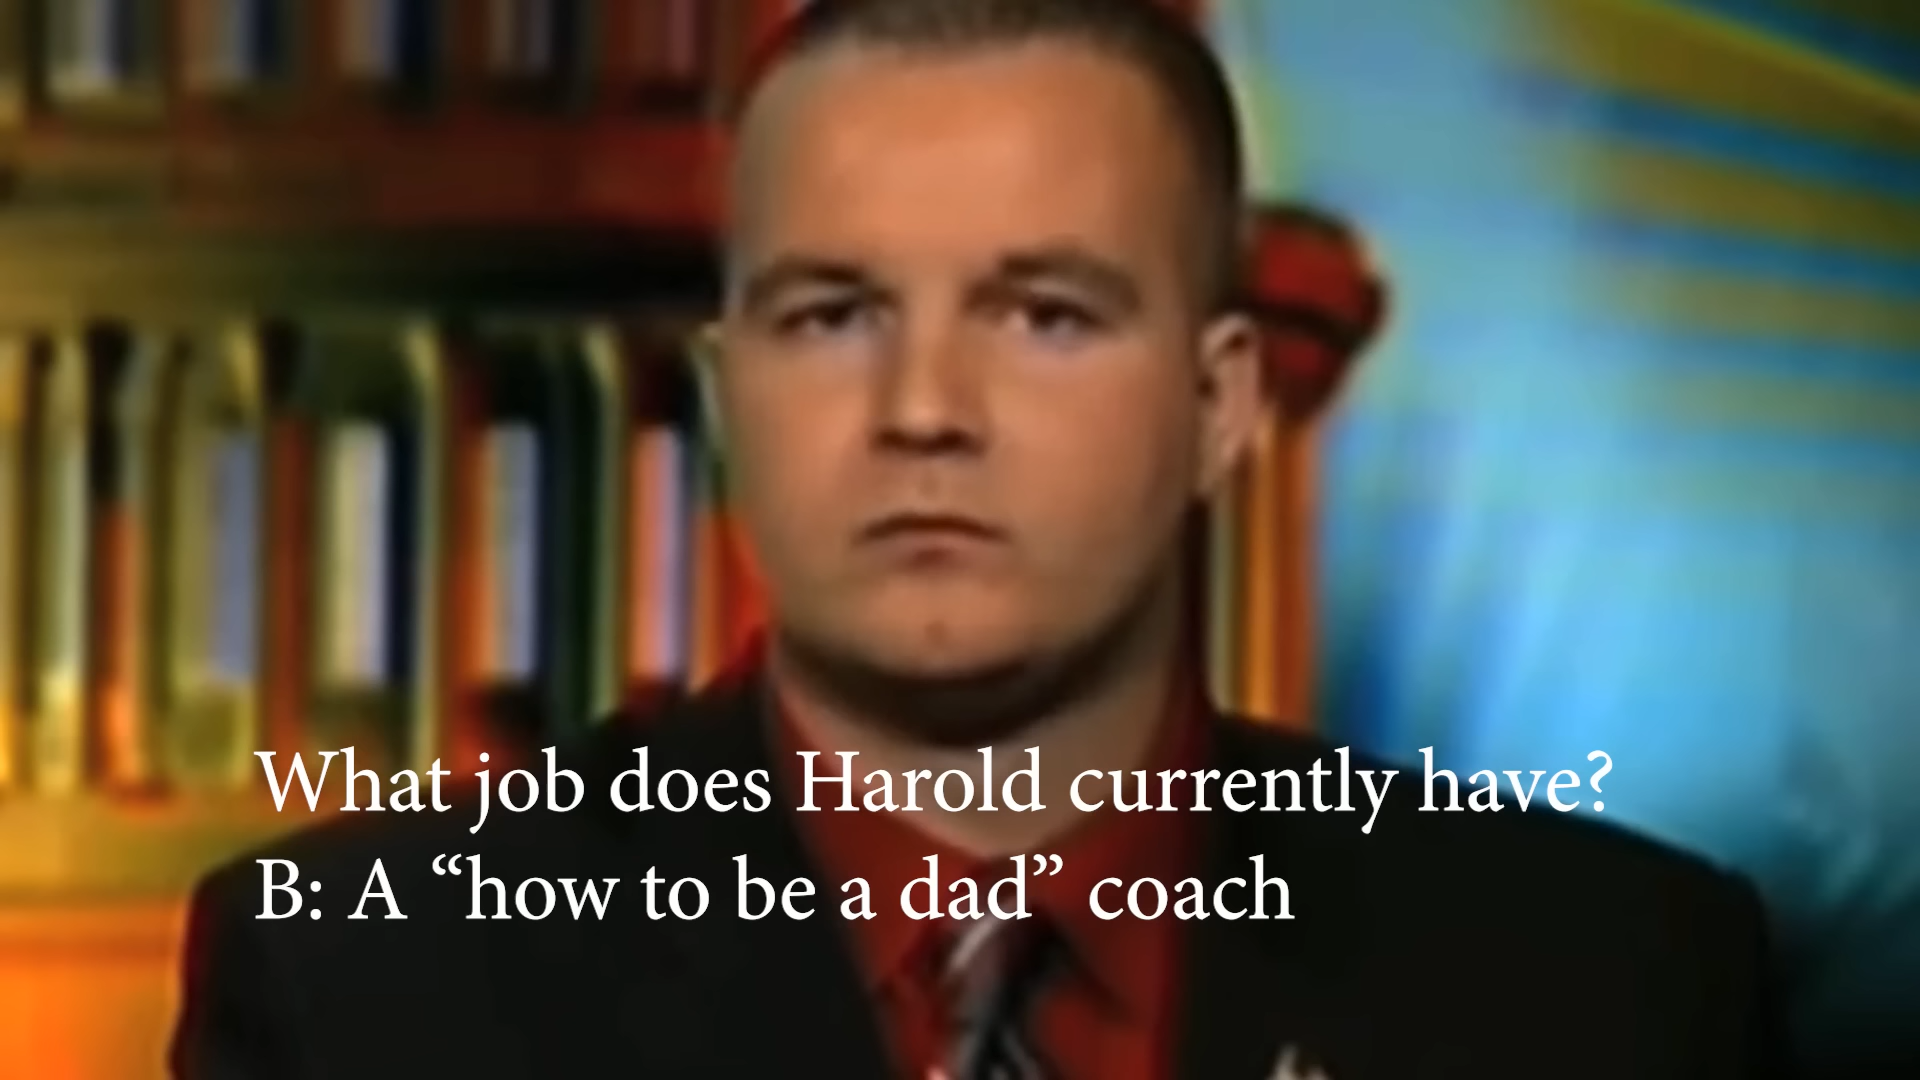 What job does Harold currently have?
B: A “how to be a dad” coach